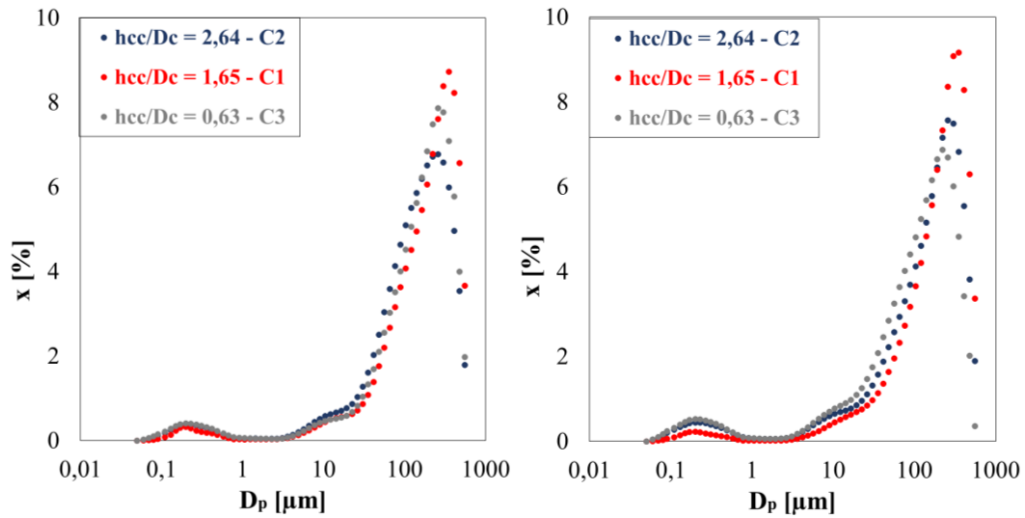 10
8
6
4
2
0
x [%]
hcc/Dc = 2,64 - C2
hcc/Dc = 1,65 - C1
hcc/Dc = 0,63 - C3
0,01 0,1 1 10 100 1000
Dₚ [µm]
10
8
6
4
2
0
x [%]
hcc/Dc = 2,64 - C2
hcc/Dc = 1,65 - C1
hcc/Dc = 0,63 - C3
0,01 0,1 1 10 100 1000
Dₚ [µm]